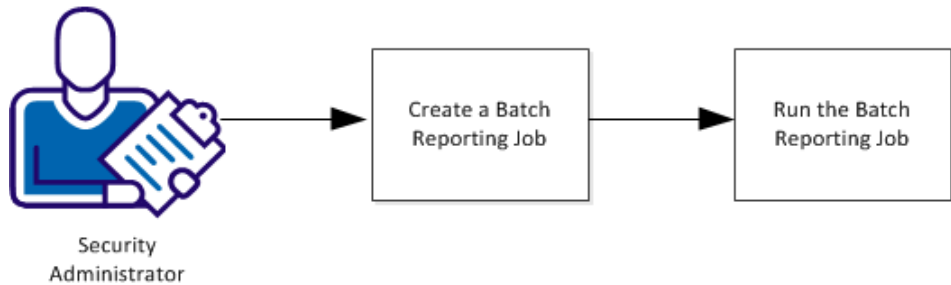 Security
Administrator
Create a Batch
Reporting Job
Run the Batch
Reporting Job